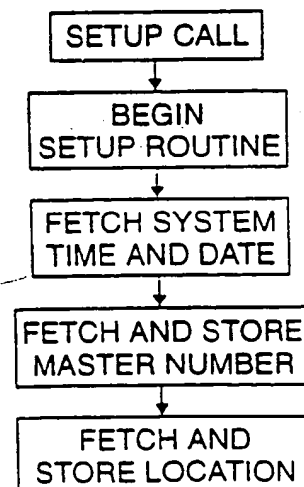 SETUP CALL
BEGIN
SETUP ROUTINE
FETCH SYSTEM
TIME AND DATE
FETCH AND STORE
MASTER NUMBER
FETCH AND
STORE LOCATION